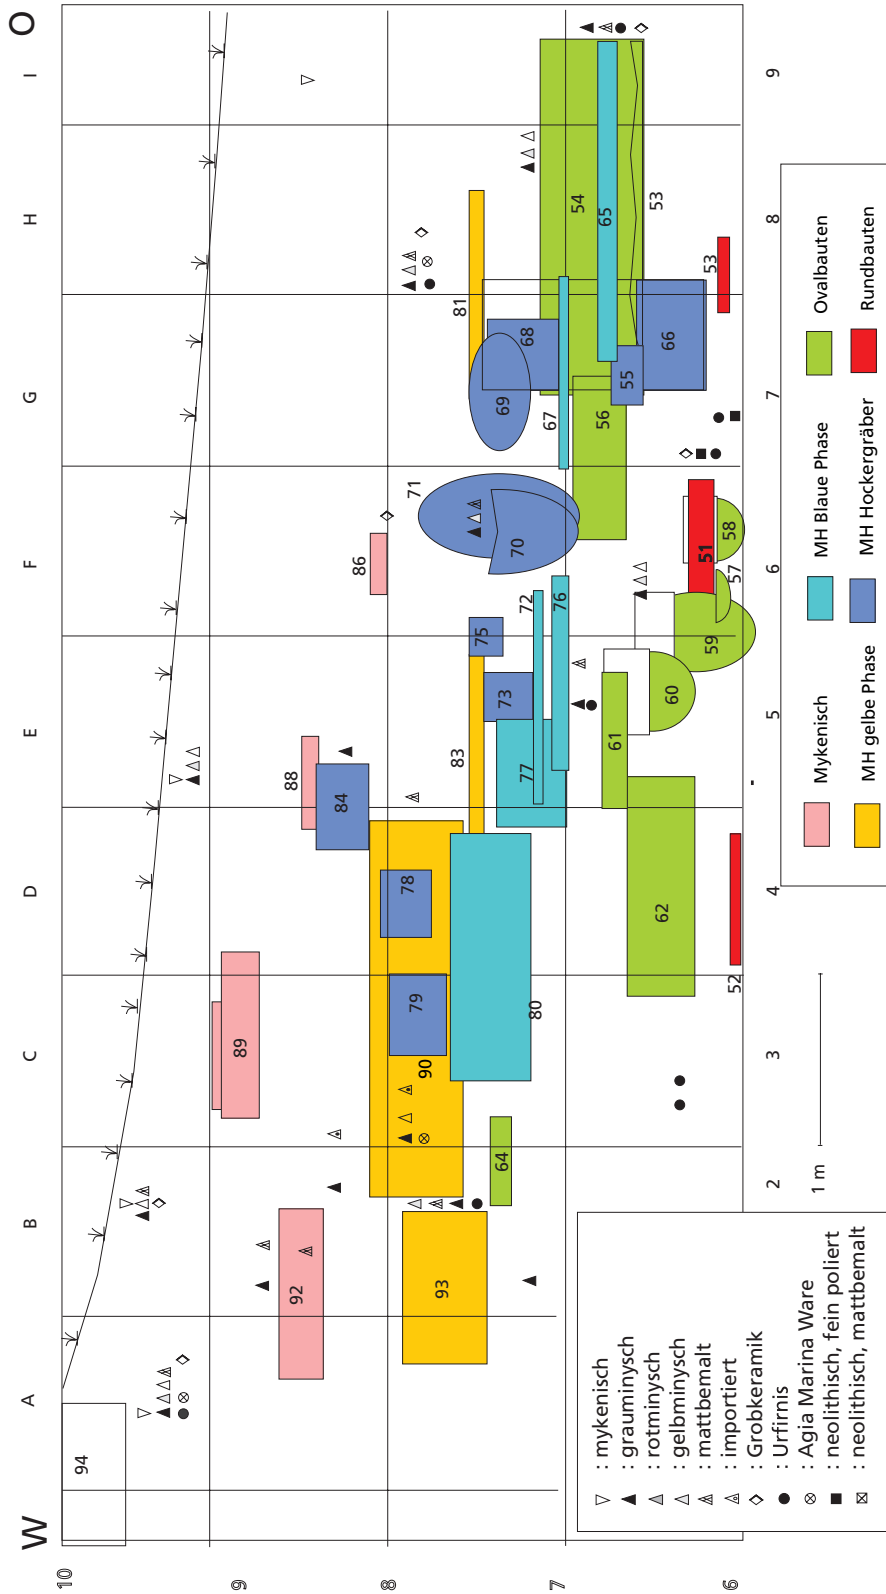 W
O
A
B
C
D
E
F
G
H
I
10
9
8
7
6
2
3
4
5
6
7
8
9
94
92
93
64
89
90
79
78
80
62
52
88
84
83
77
73
75
72
76
61
60
59
57
58
51
86
71
70
69
68
67
81
56
55
66
54
65
53
53
1 m
: mykenisch
: grauminysch
: rotminysch
: gelbminysch
: mattbemalt
: importiert
: Grobkeramik
: Urfirnis
: Agia Marina Ware
: neolithisch, fein poliert
: neolithisch, mattbemalt
Mykenisch
MH Blaue Phase
Ovalbauten
MH gelbe Phase
MH Hockergräber
Rundbauten